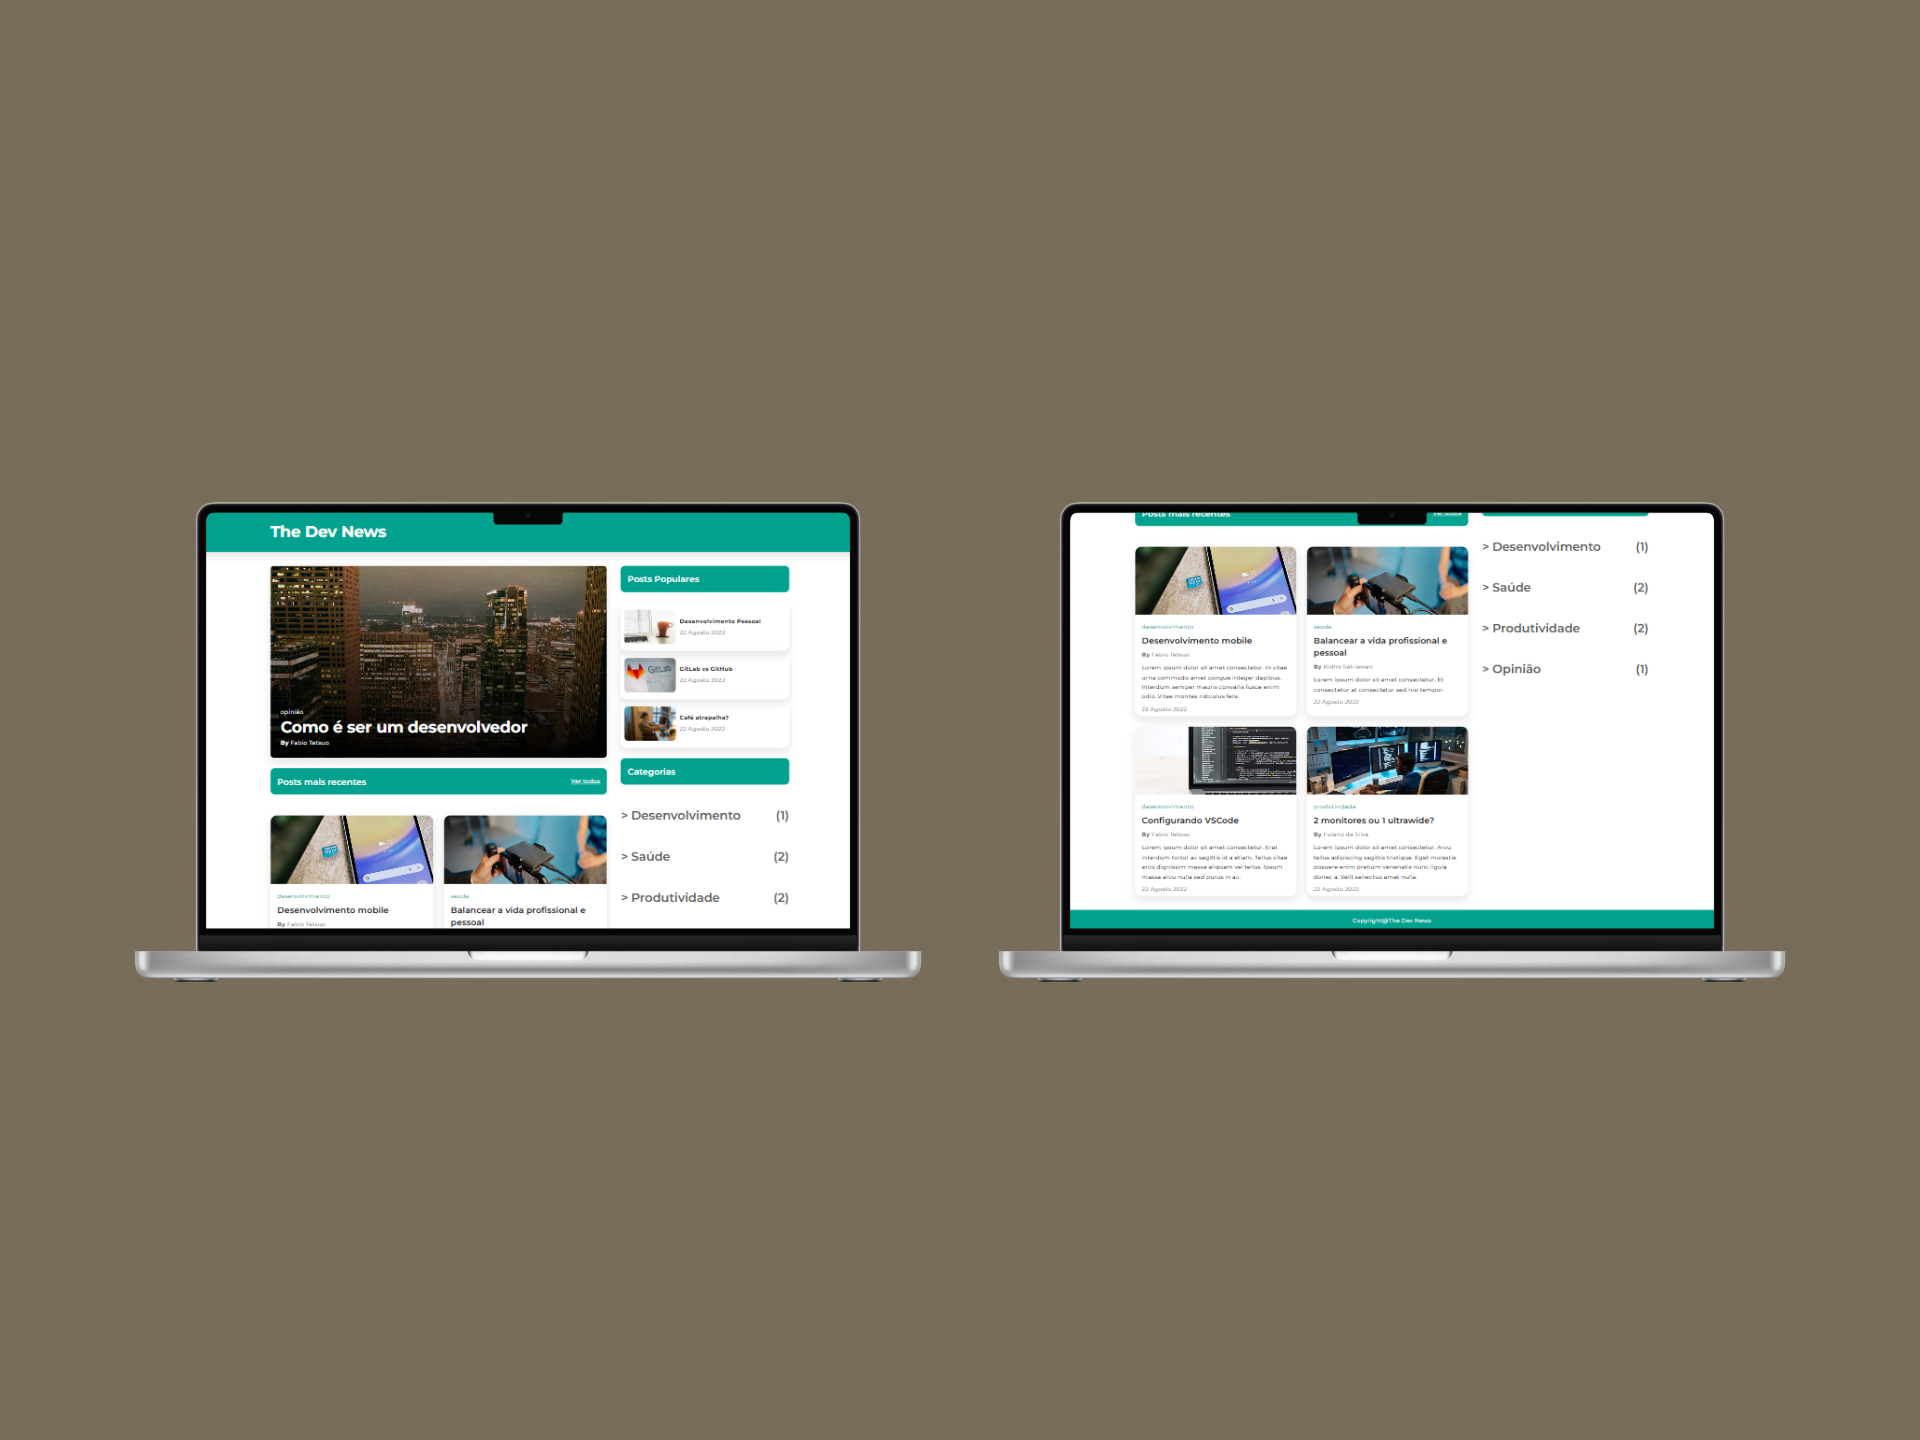 The Dev News
opinião
Como é ser um desenvolvedor
By Fabio Tetsuo
Posts mais recentes
Ver todos
desenvolvimento
Desenvolvimento mobile
By Fabio Tetsuo
saude
Balancear a vida profissional e
pessoal
Posts Populares
Desenvolvimento Pessoal
22 Agosto 2022
GitLab
GitLab vs GitHub
22 Agosto 2022
Café atrapalha?
22 Agosto 2022
Categorias
> Desenvolvimento (1)
> Saúde (2)
> Produtividade (2)
Posts mais recentes
Ver todos
desenvolvimento
Desenvolvimento mobile
By Fabio Tetsuo
Lorem ipsum dolor sit amet consectetur. In vitae
urna commodo amet congue integer dapibus.
Interdum semper mauris convallis fusce enim
odio. Vitae montes ridiculus felis.
22 Agosto 2022
saude
Balancear a vida profissional e
pessoal
By Ridho Satriawan
Lorem ipsum dolor sit amet consectetur. Et
consectetur at consectetur sed nisl tempor.
22 Agosto 2022
desenvolvimento
Configurando VSCode
By Fabio Tetsuo
Lorem ipsum dolor sit amet consectetur. Erat
interdum tortor ac sagittis id a etiam. Tellus vitae
arcu dignissim massa aliquam vel tellus. Ipsum
massa arcu nulla sed purus in ac.
22 Agosto 2022
produtividade
2 monitores ou 1 ultrawide?
By Fulano da Silva
Lorem ipsum dolor sit amet consectetur. Arcu
tellus adipiscing sagittis tristique. Eget molestie
posuere enim pretium venenatis nunc ligula
donec a. Velit senectus amet nulla.
22 Agosto 2022
> Desenvolvimento (1)
> Saúde (2)
> Produtividade (2)
> Opinião (1)
Copyright@The Dev News